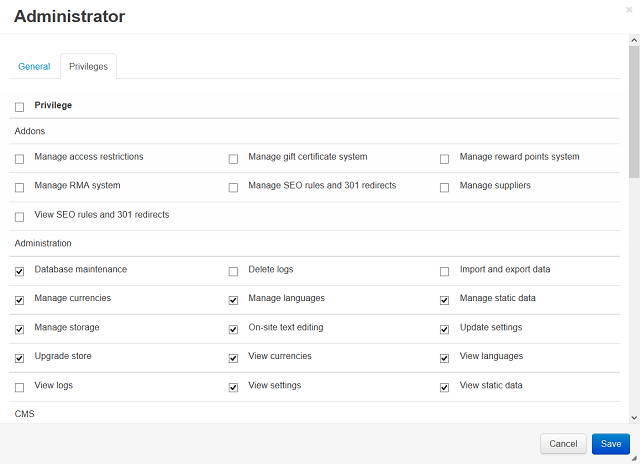 Administrator
General Privileges
Privilege
Addons
Manage access restrictions Manage gift certificate system Manage reward points system
Manage RMA system Manage SEO rules and 301 redirects Manage suppliers
View SEO rules and 301 redirects
Administration
Database maintenance Delete logs Import and export data
Manage currencies Manage languages Manage static data
Manage storage On-site text editing Update settings
Upgrade store View currencies View languages
View logs View settings View static data
CMS
Cancel Save